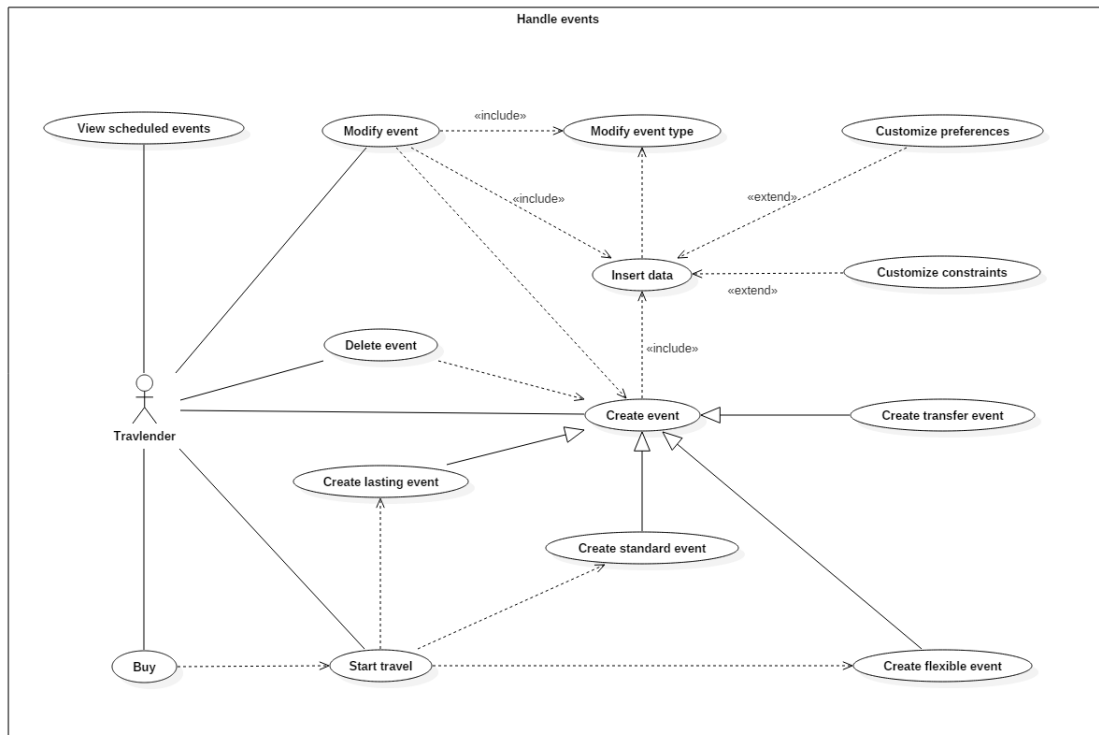 Handle events
View scheduled events
Modify event
«include»
Modify event type
Customize preferences
«include»
«extend»
Insert data
Customize constraints
«extend»
Delete event
«include»
Travlender
Create event
Create transfer event
Create lasting event
Create standard event
Buy
Start travel
Create flexible event